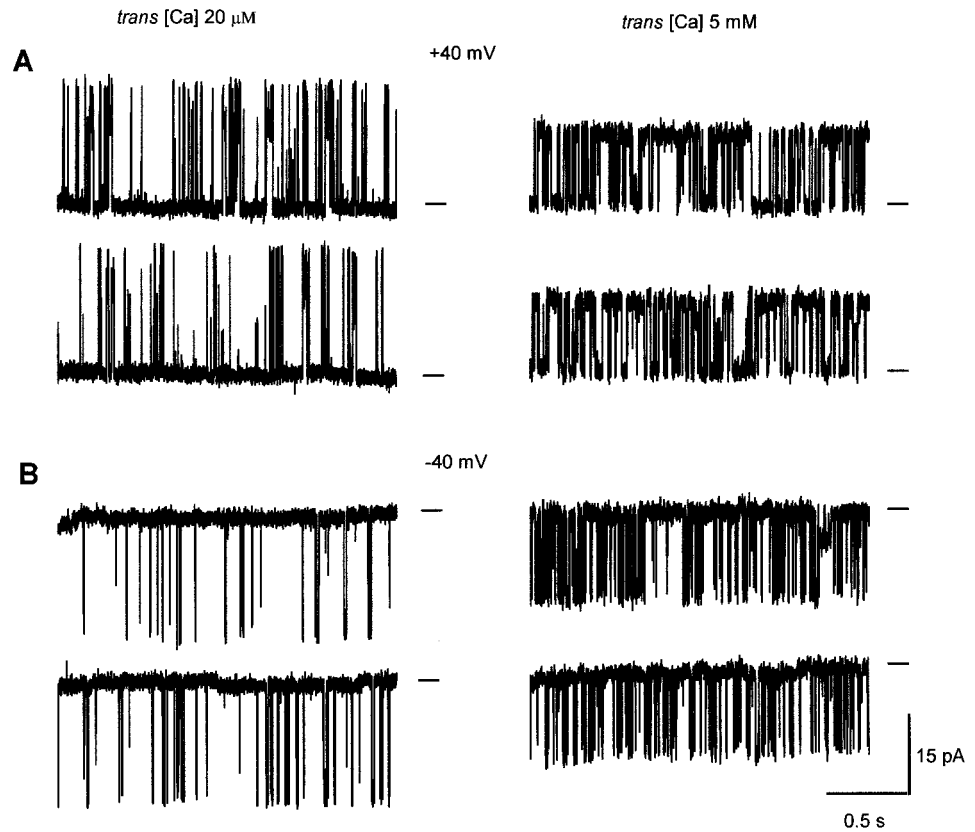 trans [Ca] 20 μM
trans [Ca] 5 mM
A
+40 mV
B
-40 mV
15 pA
0.5 s